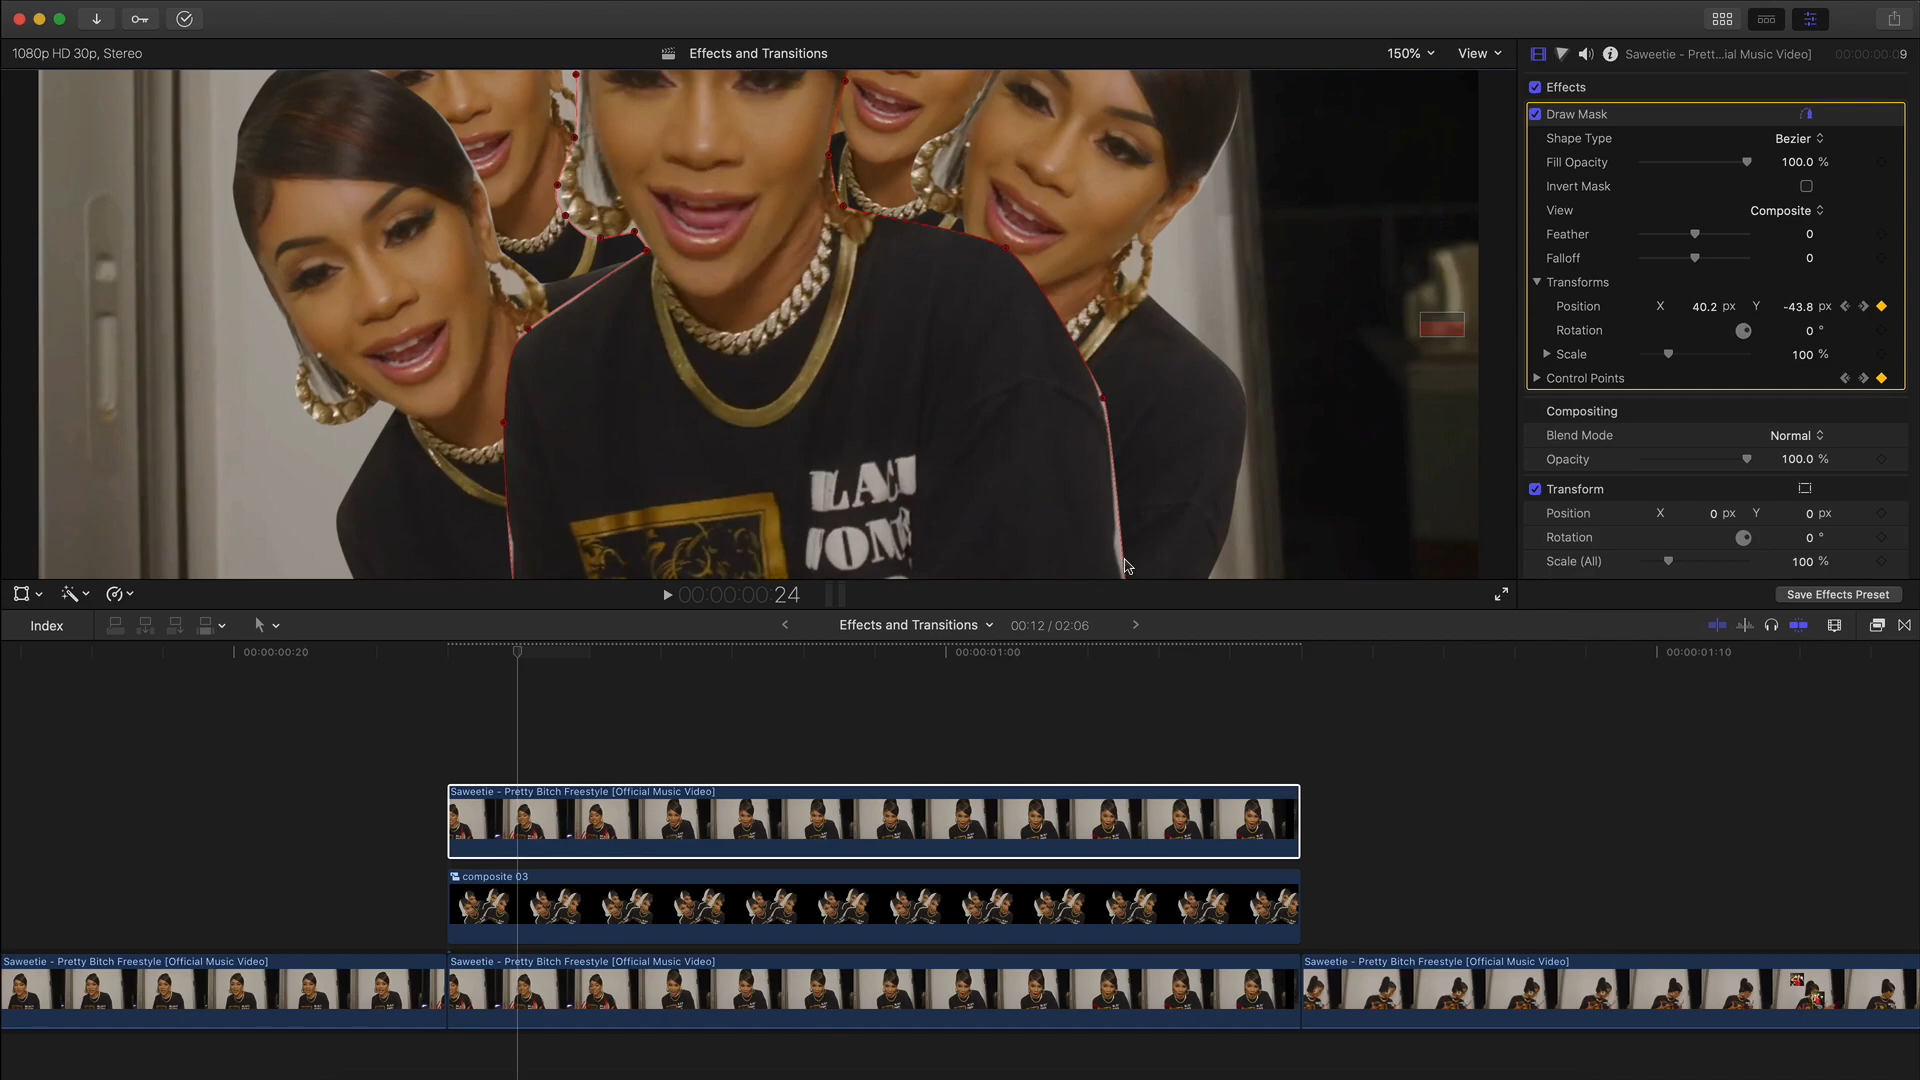 1080p HD 30p, Stereo
Effects and Transitions
150%
View
Saweetie - Prett...ial Music Video]
00:00:00:09
Effects
Draw Mask
Shape Type
Bezier
Fill Opacity
100.0 %
Invert Mask
View
Composite
Feather
0
Falloff
0
Transforms
Position X 40.2 px Y -43.8 px
Rotation
0 °
Scale
100 %
Control Points
Compositing
Blend Mode
Normal
Opacity
100.0 %
Transform
Position X 0 px Y 0 px
Rotation
0 °
Scale (All)
100 %
Save Effects Preset
00:00:00:24
Index
Effects and Transitions
00:12 / 02:06
00:00:00:20
00:00:01:00
00:00:01:10
Saweetie - Pretty Bitch Freestyle [Official Music Video]
composite 03
Saweetie - Pretty Bitch Freestyle [Official Music Video]
Saweetie - Pretty Bitch Freestyle [Official Music Video]
Saweetie - Pretty Bitch Freestyle [Official Music Video]